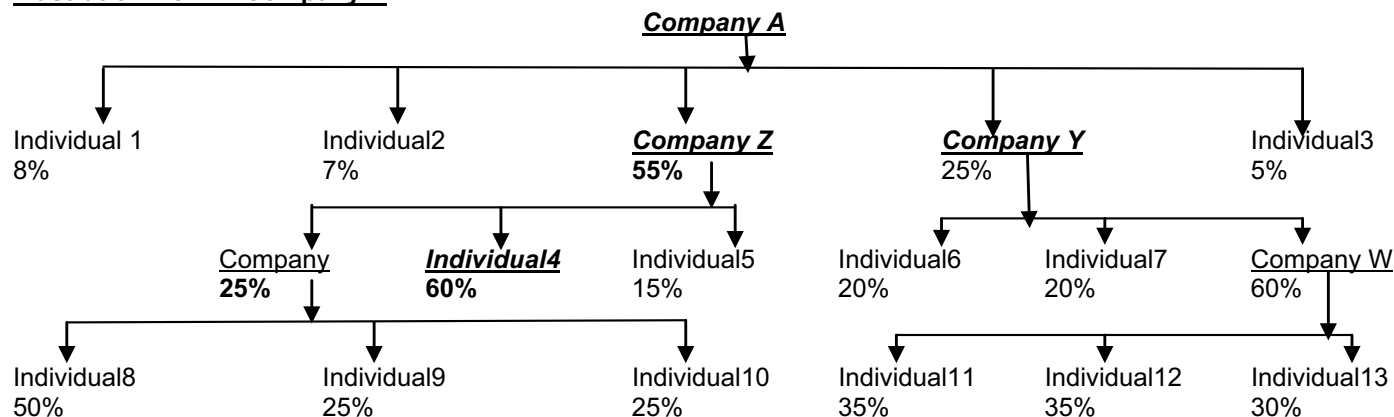 Company A
Individual 1 Individual2 Company Z Company Y Individual3
8% 7% 55% 25% 5%
Company Individual4 Individual5 Individual6 Individual7 Company W
25% 60% 15% 20% 20% 60%
Individual8 Individual9 Individual10 Individual11 Individual12 Individual13
50% 25% 25% 35% 35% 30%